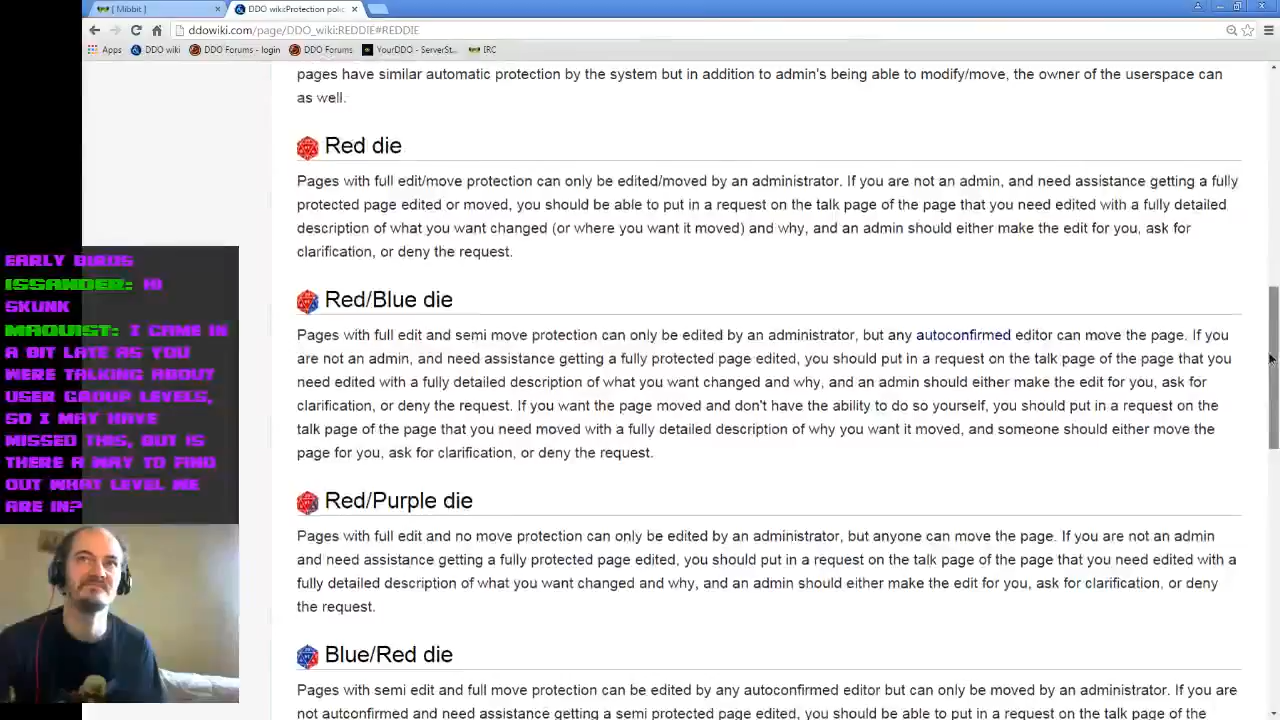 [ Mibbit ]
DDO wiki:Protection polic
ddowiki.com/page/DDO_wiki:REDDIE#REDDIE
Apps DDO wiki DDO Forums - login DDO Forums YourDDO - ServerSt... IRC
pages have similar automatic protection by the system but in addition to admin's being able to modify/move, the owner of the userspace can
as well.
Red die
Pages with full edit/move protection can only be edited/moved by an administrator. If you are not an admin, and need assistance getting a fully
protected page edited or moved, you should be able to put in a request on the talk page of the page that you need edited with a fully detailed
description of what you want changed (or where you want it moved) and why, and an admin should either make the edit for you, ask for
clarification, or deny the request.
Red/Blue die
Pages with full edit and semi move protection can only be edited by an administrator, but any autoconfirmed editor can move the page. If you
are not an admin, and need assistance getting a fully protected page edited, you should put in a request on the talk page of the page that you
need edited with a fully detailed description of what you want changed and why, and an admin should either make the edit for you, ask for
clarification, or deny the request. If you want the page moved and don't have the ability to do so yourself, you should put in a request on the
talk page of the page that you need moved with a fully detailed description of why you want it moved, and someone should either move the
page for you, ask for clarification, or deny the request.
Red/Purple die
Pages with full edit and no move protection can only be edited by an administrator, but anyone can move the page. If you are not an admin
and need assistance getting a fully protected page edited, you should put in a request on the talk page of the page that you need edited with a
fully detailed description of what you want changed and why, and an admin should either make the edit for you, ask for clarification, or deny
the request.
Blue/Red die
Pages with semi edit and full move protection can be edited by any autoconfirmed editor but can only be moved by an administrator. If you are
not autconfirmed and need assistance getting a semi protected page edited, you should be able to put in a request on the talk page of the
EARLY BIRDS
ISSANDER: HI
SKUNK
MAQUIST: I CAME IN
A BIT LATE AS YOU
WERE TALKING ABOUT
USER GROUP LEVELS,
SO I MAY HAVE
MISSED THIS, BUT IS
THERE A WAY TO FIND
OUT WHAT LEVEL WE
ARE IN?